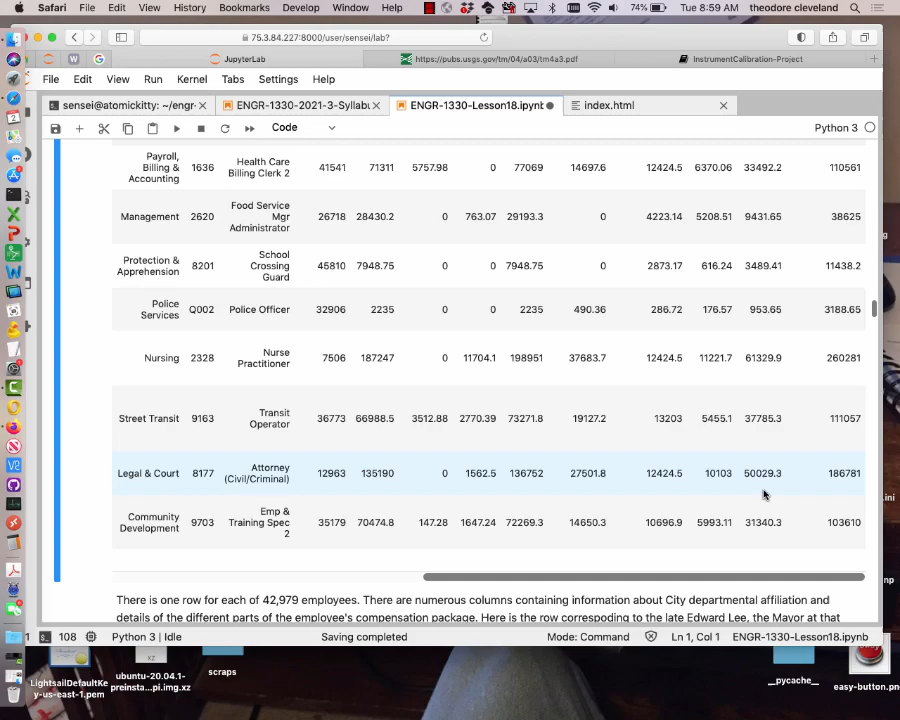 Safari File Edit View History Bookmarks Develop Window Help 74% Tue 8:59 AM theodore cleveland
75.3.84.227:8000/user/sensei/lab?
JupyterLab https://pubs.usgs.gov/tm/04/a03/tm4a3.pdf InstrumentCalibration-Project
File Edit View Run Kernel Tabs Settings Help
sensei@atomickitty: ~/engr- ENGR-1330-2021-3-Syllabu ENGR-1330-Lesson18.ipynb index.html
Code Python 3
Payroll,
Billing &
Accounting 1636 Health Care
Billing Clerk 2 41541 71311 5757.98 0 77069 14697.6 12424.5 6370.06 33492.2 110561
Management 2620 Food Service
Mgr
Administrator 26718 28430.2 0 763.07 29193.3 0 4223.14 5208.51 9431.65 38625
Protection &
Apprehension 8201 School
Crossing
Guard 45810 7948.75 0 0 7948.75 0 2873.17 616.24 3489.41 11438.2
Police
Services Q002 Police Officer 32906 2235 0 0 2235 490.36 286.72 176.57 953.65 3188.65
Nursing 2328 Nurse
Practitioner 7506 187247 0 11704.1 198951 37683.7 12424.5 11221.7 61329.9 260281
Street Transit 9163 Transit
Operator 36773 66988.5 3512.88 2770.39 73271.8 19127.2 13203 5455.1 37785.3 111057
Legal & Court 8177 Attorney
(Civil/Criminal) 12963 135190 0 1562.5 136752 27501.8 12424.5 10103 50029.3 186781
Community
Development 9703 Emp &
Training Spec
2 35179 70474.8 147.28 1647.24 72269.3 14650.3 10696.9 5993.11 31340.3 103610
There is one row for each of 42,979 employees. There are numerous columns containing information about City departmental affiliation and
details of the different parts of the employee's compensation package. Here is the row correspoding to the late Edward Lee, the Mayor at that
108 Python 3 | Idle Saving completed Mode: Command Ln 1, Col 1 ENGR-1330-Lesson18.ipynb
LightsailDefaultKe
y-us-east-1.pem
xz
ubuntu-20.04.1-
preinsta...pi.img.xz
scraps
__pycache__
easy-button.pn